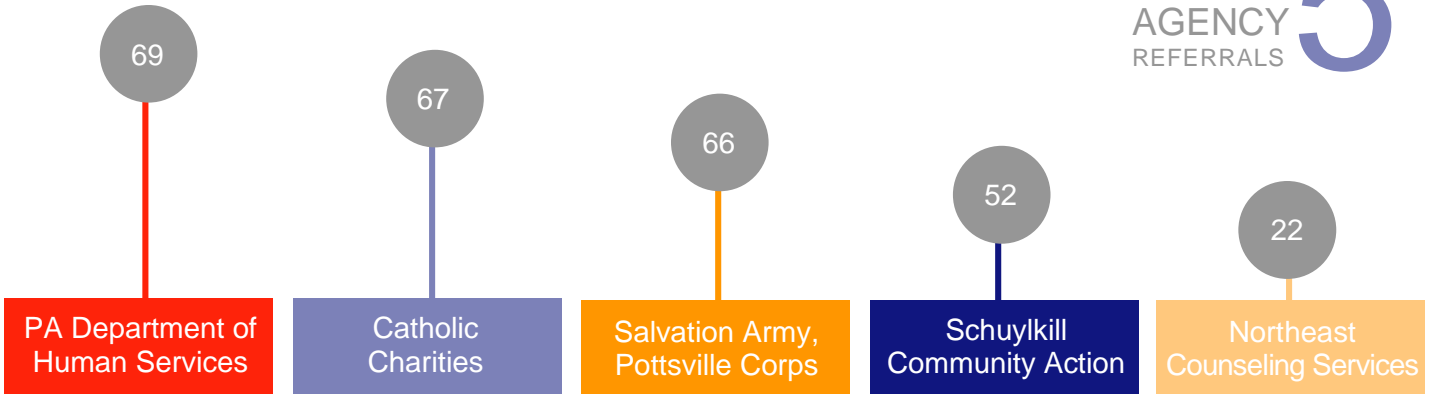 AGENCY
REFERRALS
69
67
66
52
22
PA Department of
Human Services
Catholic
Charities
Salvation Army,
Pottsville Corps
Schuylkill
Community Action
Northeast
Counseling Services